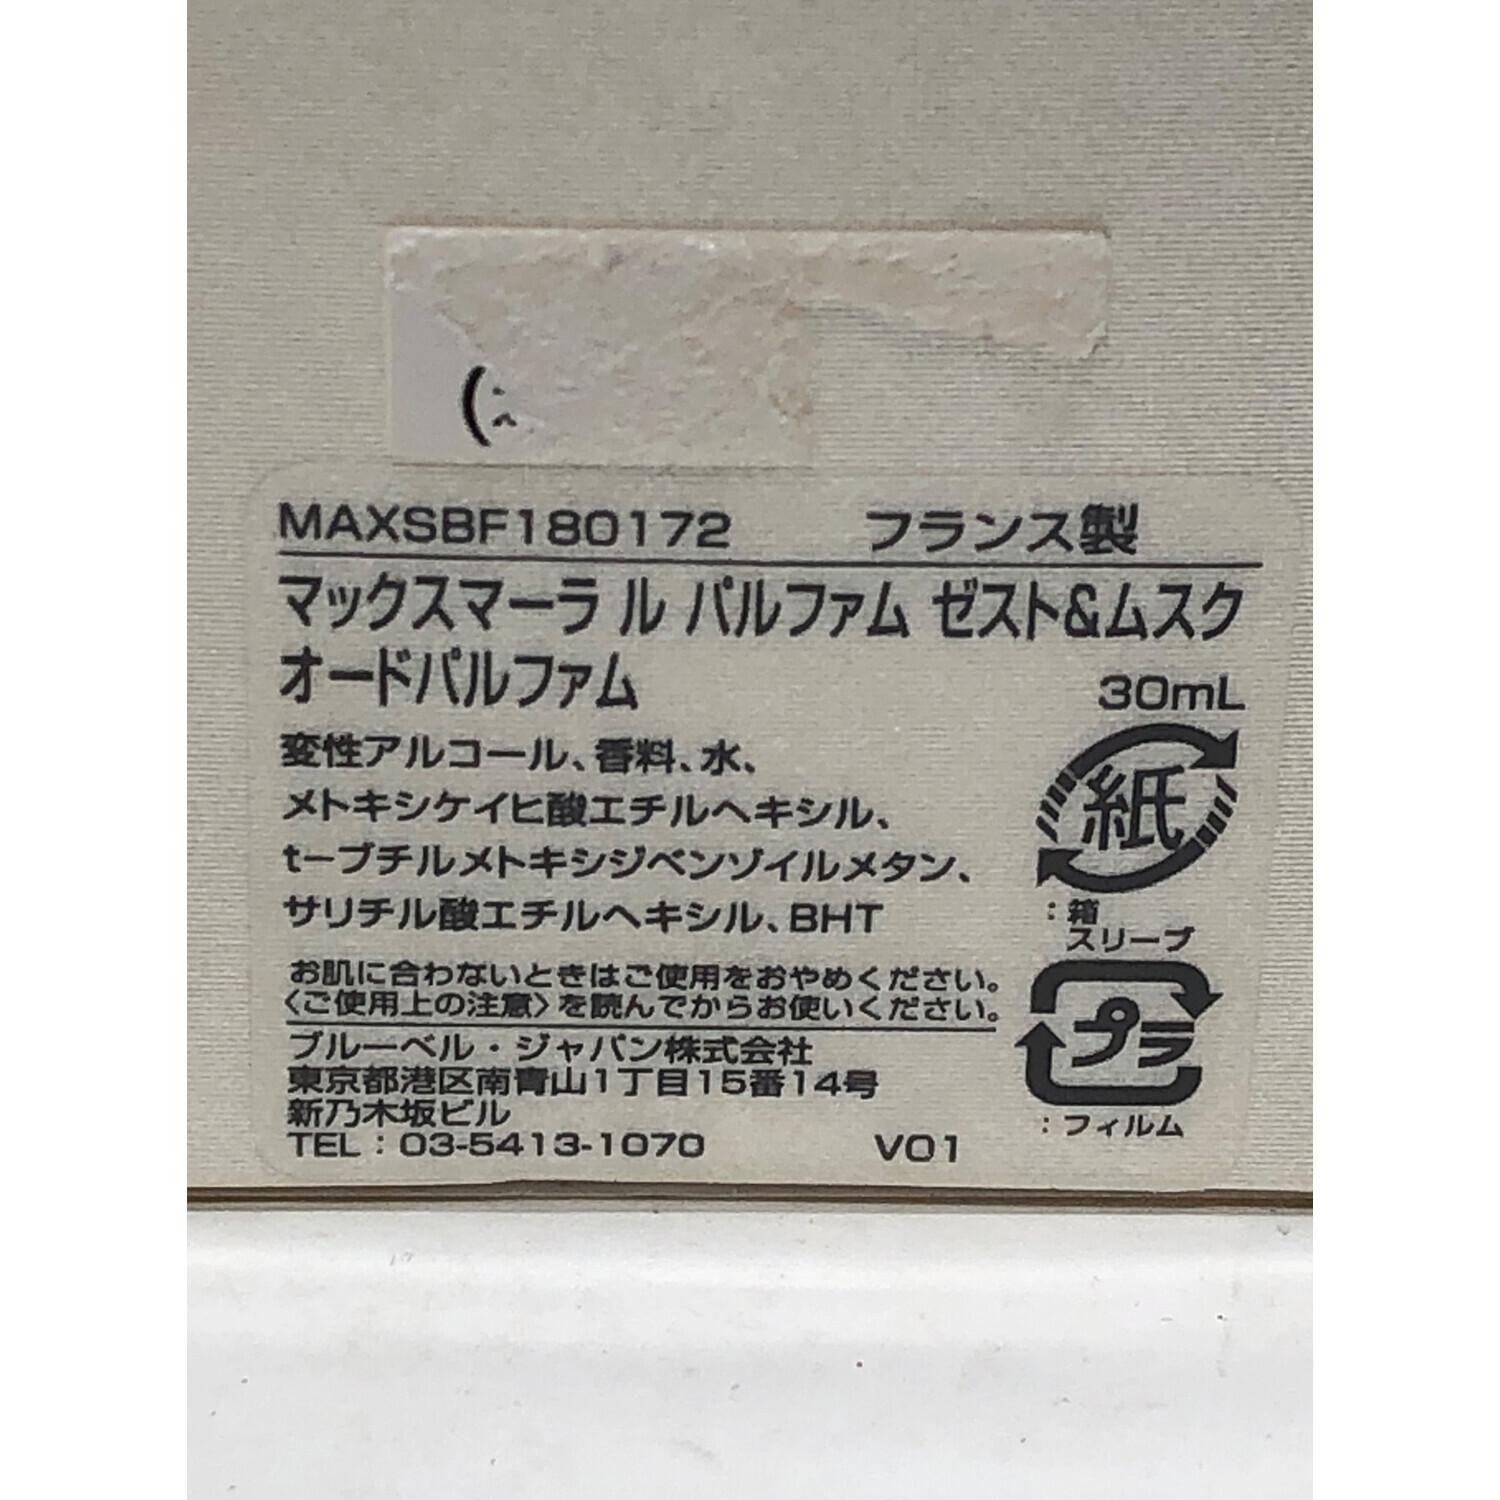 MAXSBF180172 フランス製
マックスマーラ ル パルファム ゼスト&ムスク
オードパルファム 30mL
変性アルコール、香料、水、
メトキシケイヒ酸エチルヘキシル、
t-ブチルメトキシジベンゾイルメタン、
サリチル酸エチルヘキシル、BHT
紙
：箱
スリーブ
お肌に合わないときはご使用をおやめください。
〈ご使用上の注意〉を読んでからお使いください。
プラ
：フィルム
ブルーベル・ジャパン株式会社
東京都港区南青山1丁目15番14号
新乃木坂ビル
TEL：03-5413-1070 V01